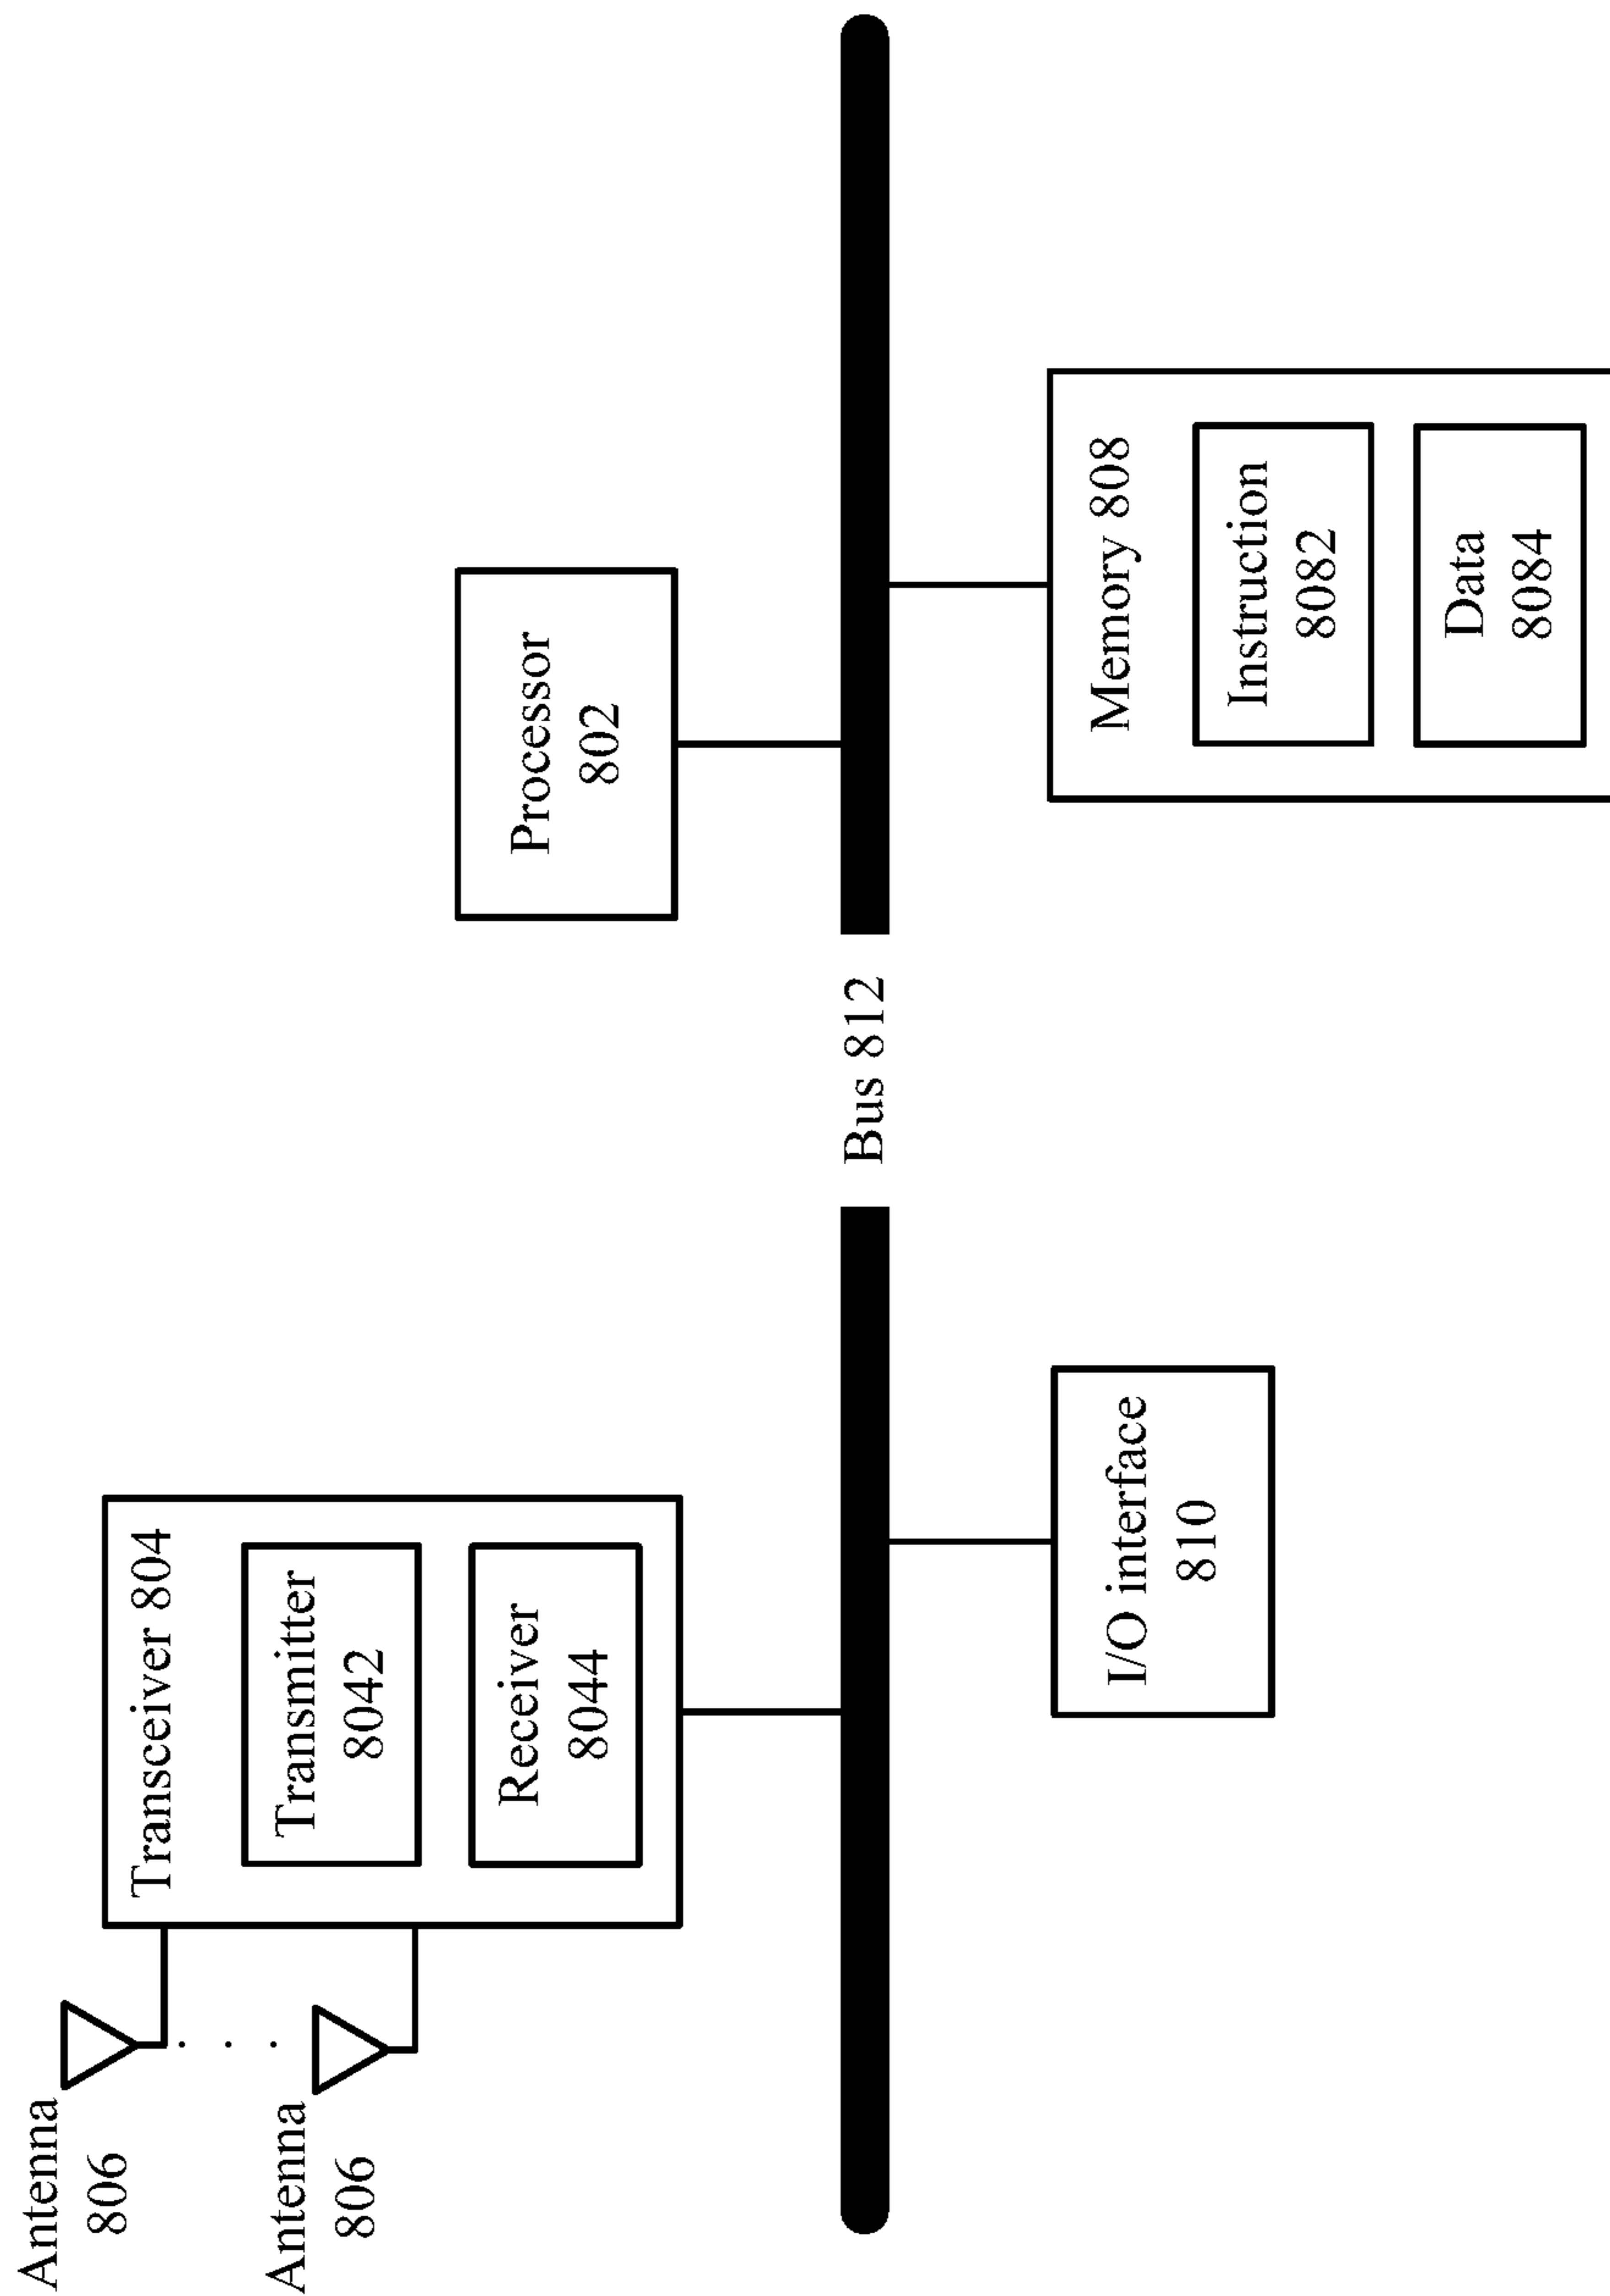 Antenna
806
Antenna
806
Transceiver 804
Transmitter
8042
Receiver
8044
Processor
802
Bus 812
I/O interface
810
Memory 808
Instruction
8082
Data
8084